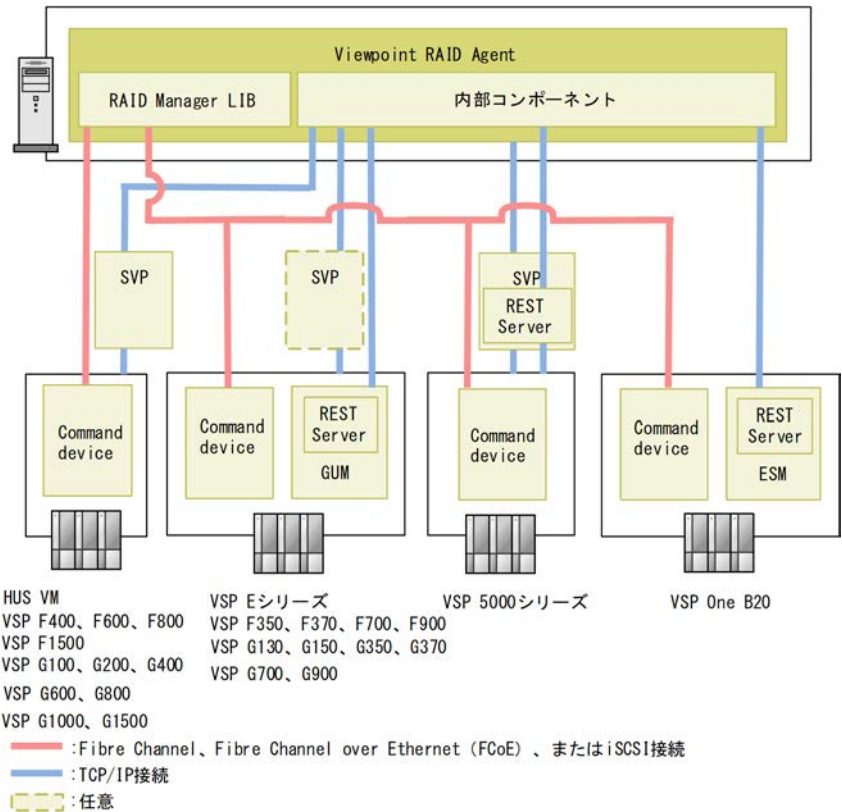 Viewpoint RAID Agent
RAID Manager LIB
内部コンポーネント
SVP
SVP
SVP
REST
Server
Command
device
Command
device
REST
Server
GUM
Command
device
Command
device
REST
Server
ESM
HUS VM
VSP F400、F600、F800
VSP F1500
VSP G100、G200、G400
VSP G600、G800
VSP G1000、G1500
VSP Eシリーズ
VSP F350、F370、F700、F900
VSP G130、G150、G350、G370
VSP G700、G900
VSP 5000シリーズ
VSP One B20
:Fibre Channel、Fibre Channel over Ethernet (FCoE) 、またはiSCSI接続
:TCP/IP接続
:任意